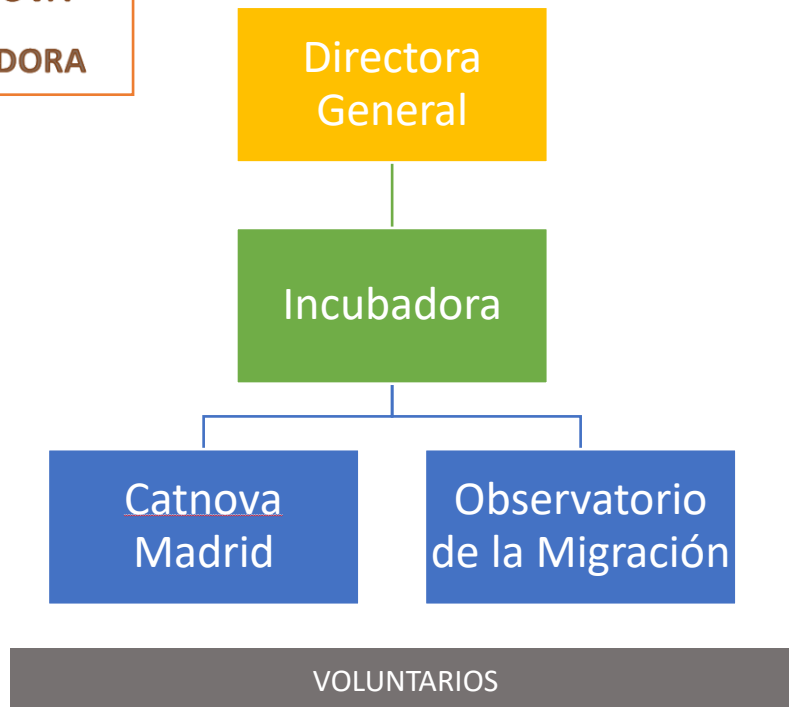 DORA
Directora
General
Incubadora
Catnova
Madrid
Observatorio
de la Migración
VOLUNTARIOS